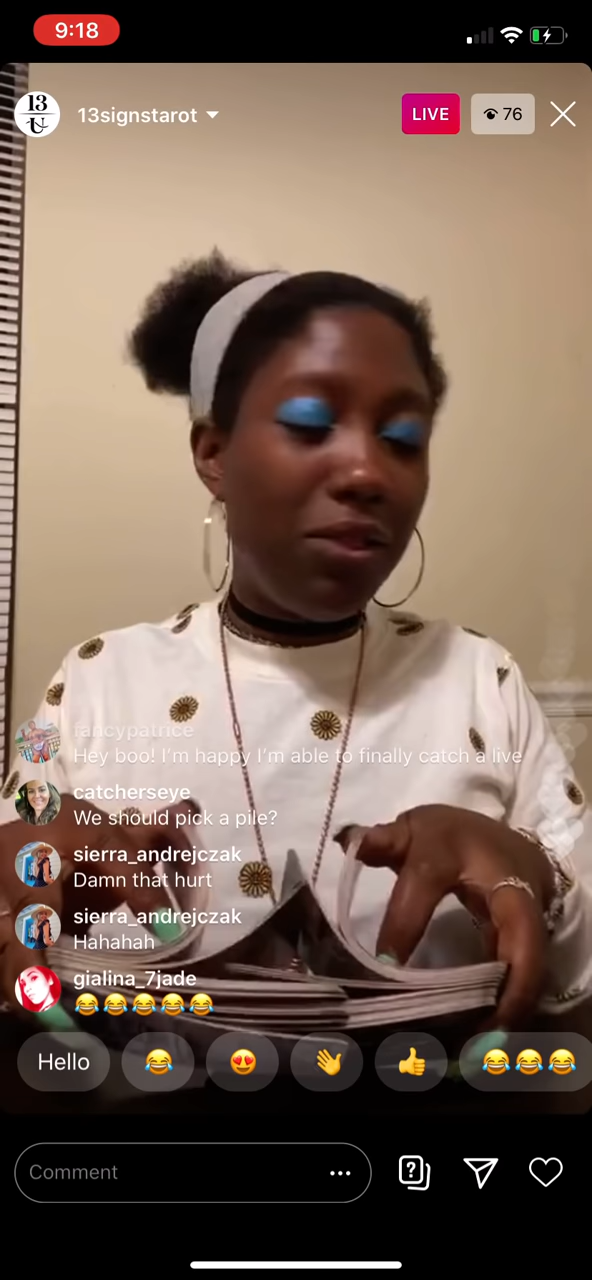 9:18
13
U
13signstarot
LIVE
76
fancypatrice
Hey boo! I'm happy I'm able to finally catch a live
catcherseye
We should pick a pile?
sierra_andrejczak
Damn that hurt
sierra_andrejczak
Hahahah
gialina_7jade
😂😂😂😂😂
Hello 😂 😍 👋 👍 😂😂😂
Comment ...